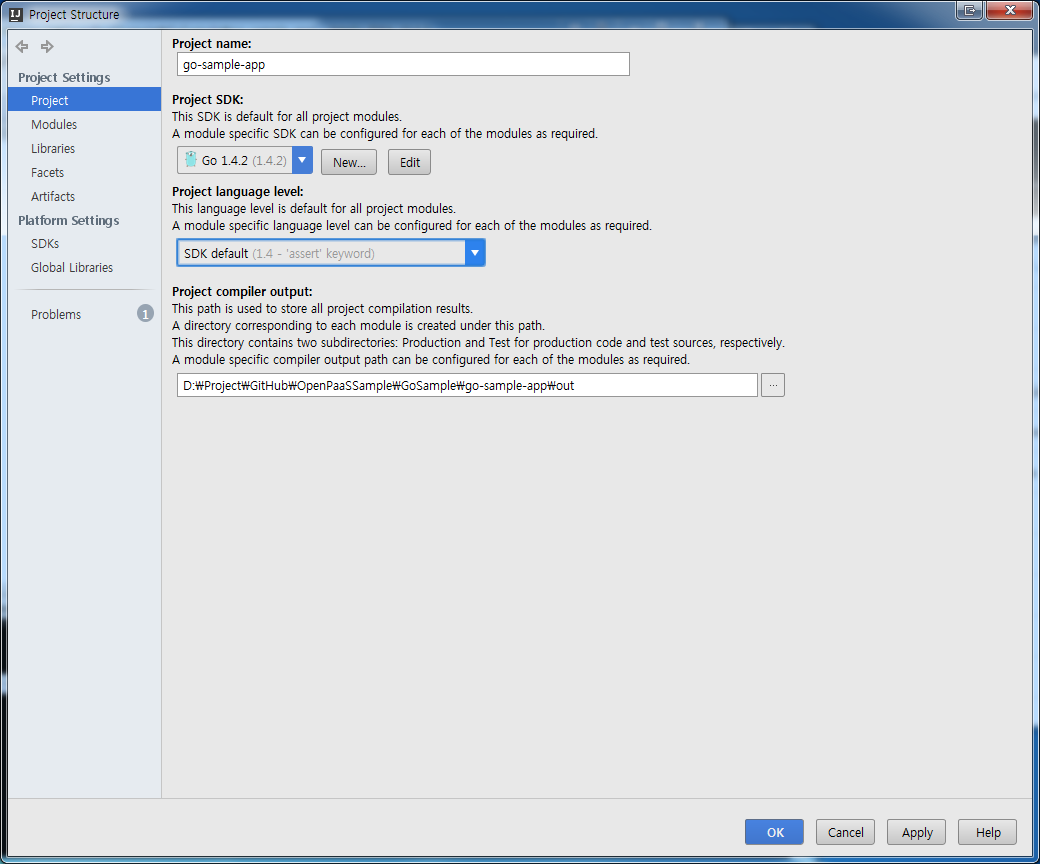 Project Structure
Project Settings
Project
Modules
Libraries
Facets
Artifacts
Platform Settings
SDKs
Global Libraries
Problems 1
Project name:
go-sample-app
Project SDK:
This SDK is default for all project modules.
A module specific SDK can be configured for each of the modules as required.
Go 1.4.2 (1.4.2) New... Edit
Project language level:
This language level is default for all project modules.
A module specific language level can be configured for each of the modules as required.
SDK default (1.4 - 'assert' keyword)
Project compiler output:
This path is used to store all project compilation results.
A directory corresponding to each module is created under this path.
This directory contains two subdirectories: Production and Test for production code and test sources, respectively.
A module specific compiler output path can be configured for each of the modules as required.
D:₩Project₩GitHub₩OpenPaaSSample₩GoSample₩go-sample-app₩out ...
OK Cancel Apply Help